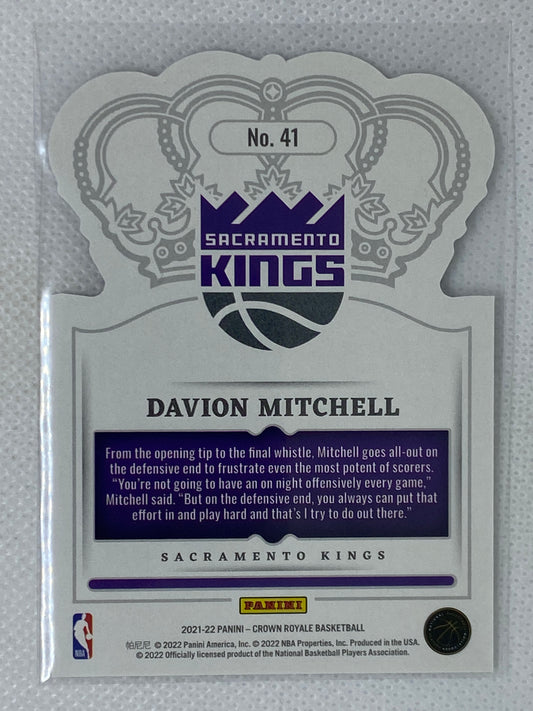 No. 41
SACRAMENTO
KINGS
DAVION MITCHELL
From the opening tip to the final whistle, Mitchell goes all-out on
the defensive end to frustrate even the most potent of scorers.
“You’re not going to have an on night offensively every game,”
Mitchell said. “But on the defensive end, you always can put that
effort in and play hard and that’s I try to do out there.”
SACRAMENTO KINGS
PANINI
2021-22 PANINI – CROWN ROYALE BASKETBALL
帕尼尼 © 2022 Panini America, Inc. © 2022 NBA Properties, Inc. Produced in the USA.
© 2022 Officially licensed product of the National Basketball Players Association.
NBA